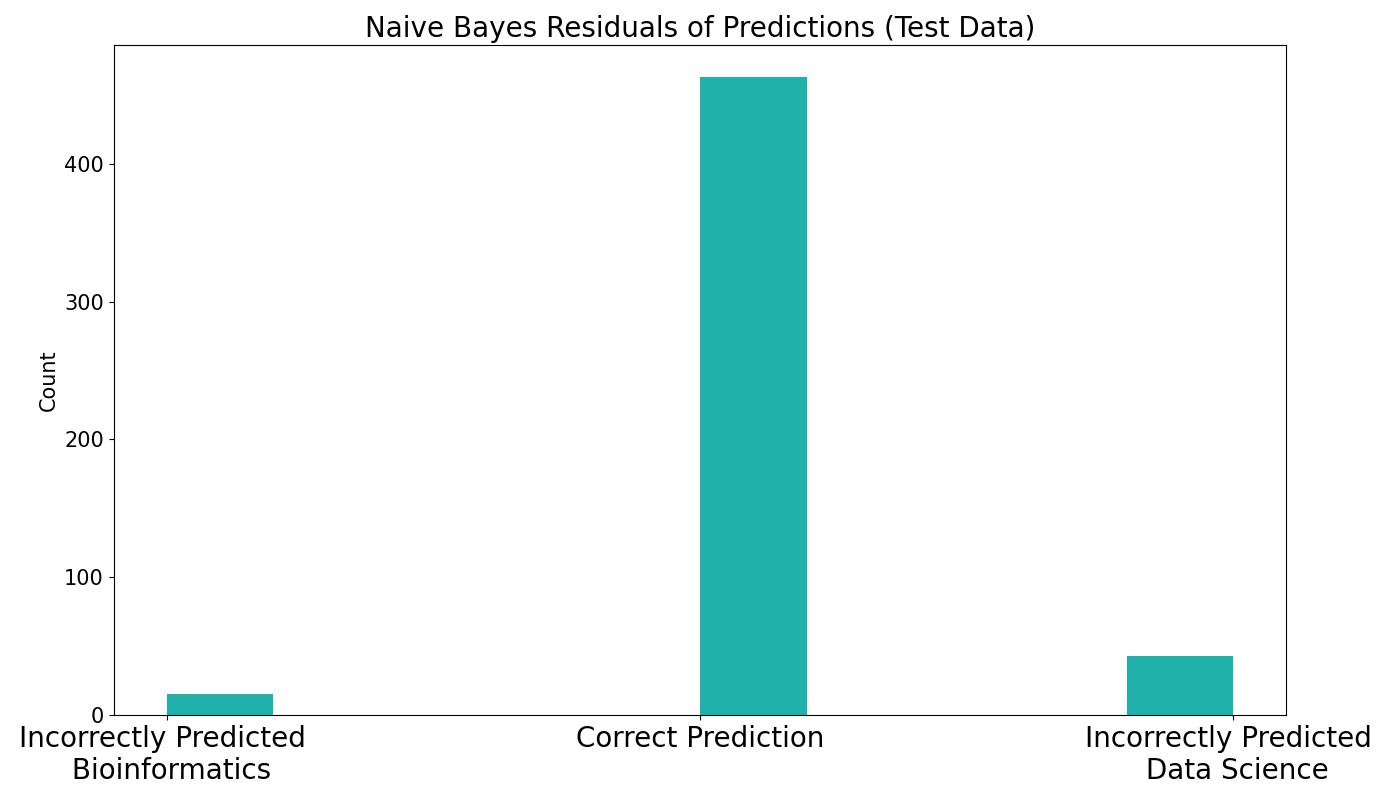 Naive Bayes Residuals of Predictions (Test Data)
Count
400
300
200
100
0
Incorrectly Predicted
Bioinformatics
Correct Prediction
Incorrectly Predicted
Data Science